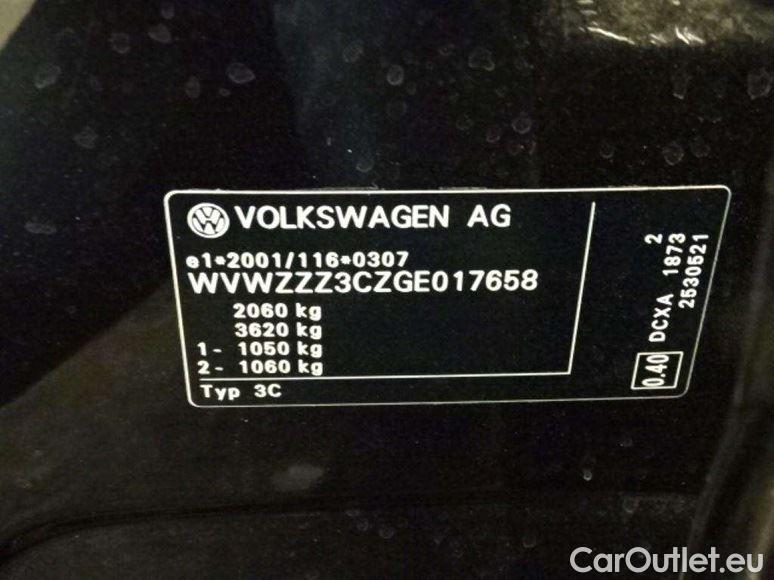 VOLKSWAGEN AG
e1*2001/116*0307
WVWZZZ3CZGE017658
2060 kg
3620 kg
1- 1050 kg
2- 1060 kg
Typ 3C
0.40 DCXA 1873 2
2530521
CarOutlet.eu